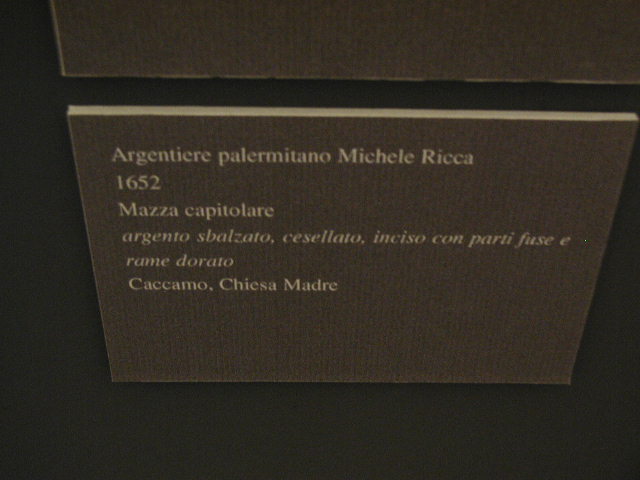 Argentiere palermitano Michele Ricca
1652
Mazza capitolare
argento sbalzato, cesellato, inciso con parti fuse e
rame dorato
Caccamo, Chiesa Madre